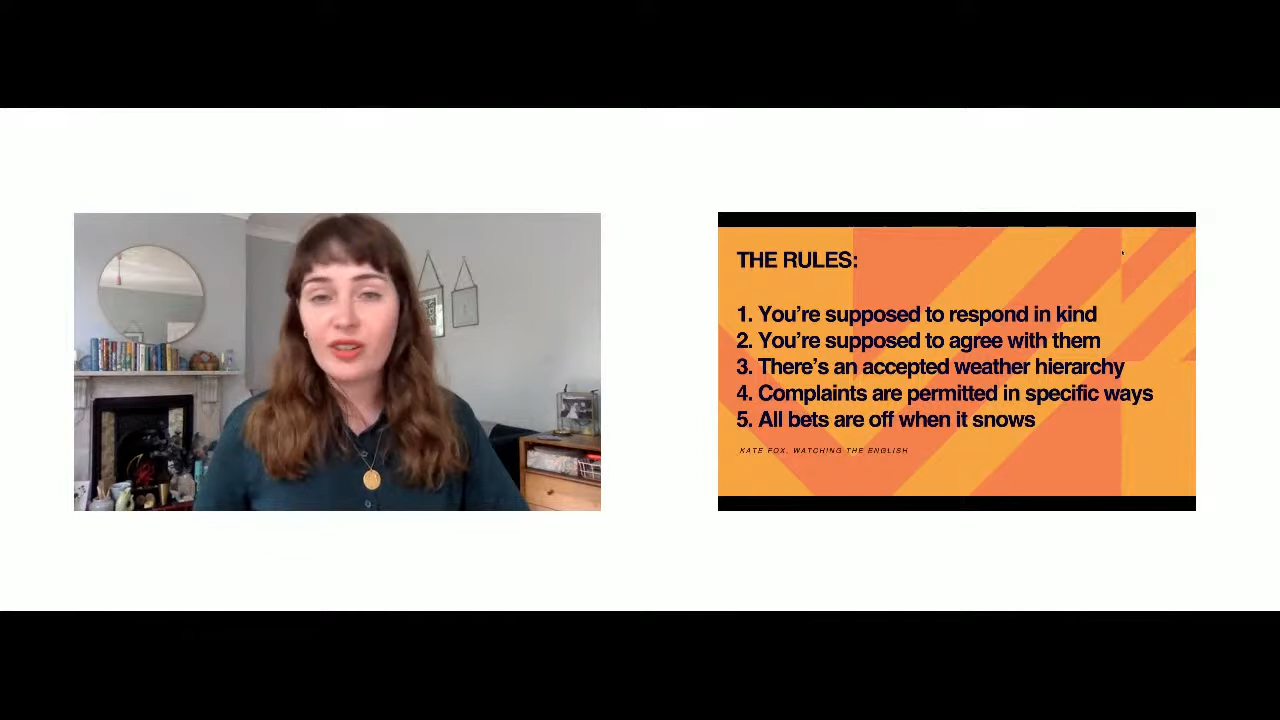 THE RULES:
1. You're supposed to respond in kind
2. You're supposed to agree with them
3. There's an accepted weather hierarchy
4. Complaints are permitted in specific ways
5. All bets are off when it snows
KATE FOX, WATCHING THE ENGLISH